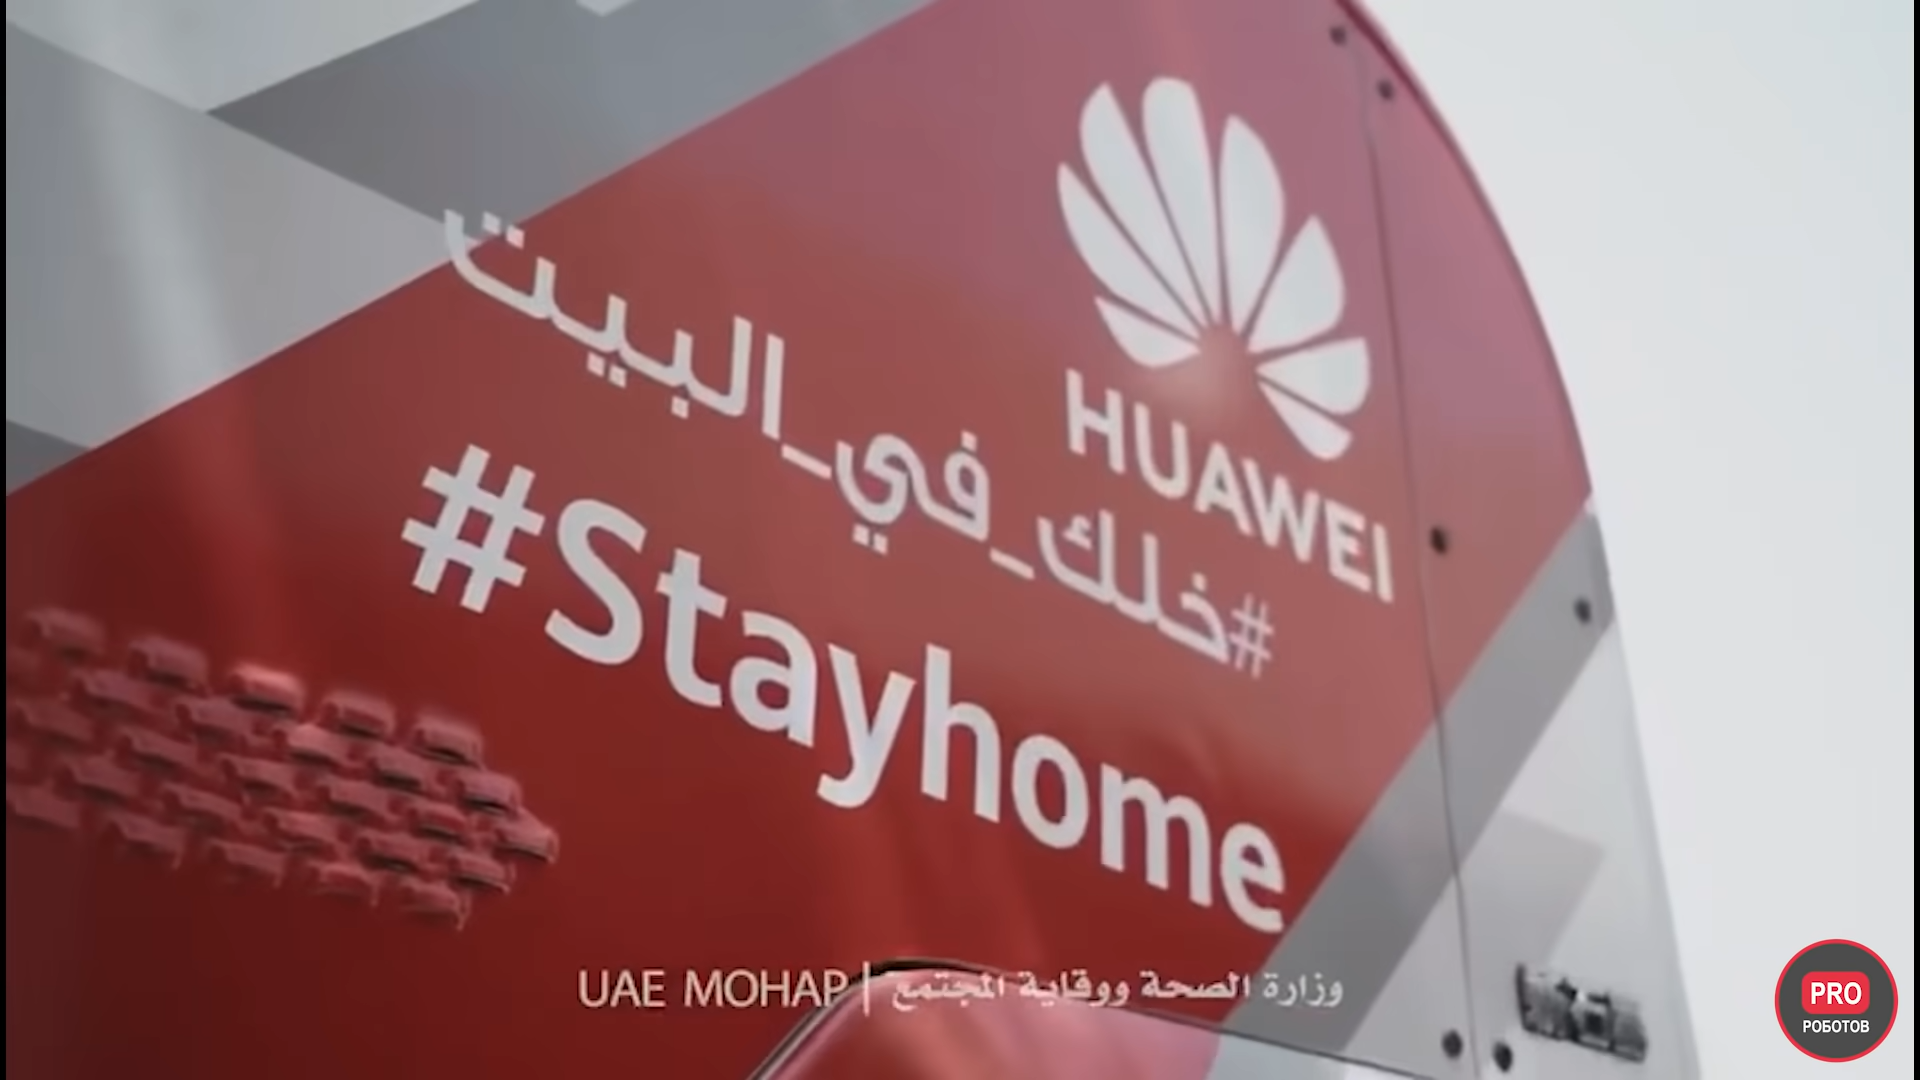 HUAWEI
#خلك_في_البيت
#Stayhome
UAE MOHAP | وزارة الصحة ووقاية المجتمع
PRO
РОБОТОВ